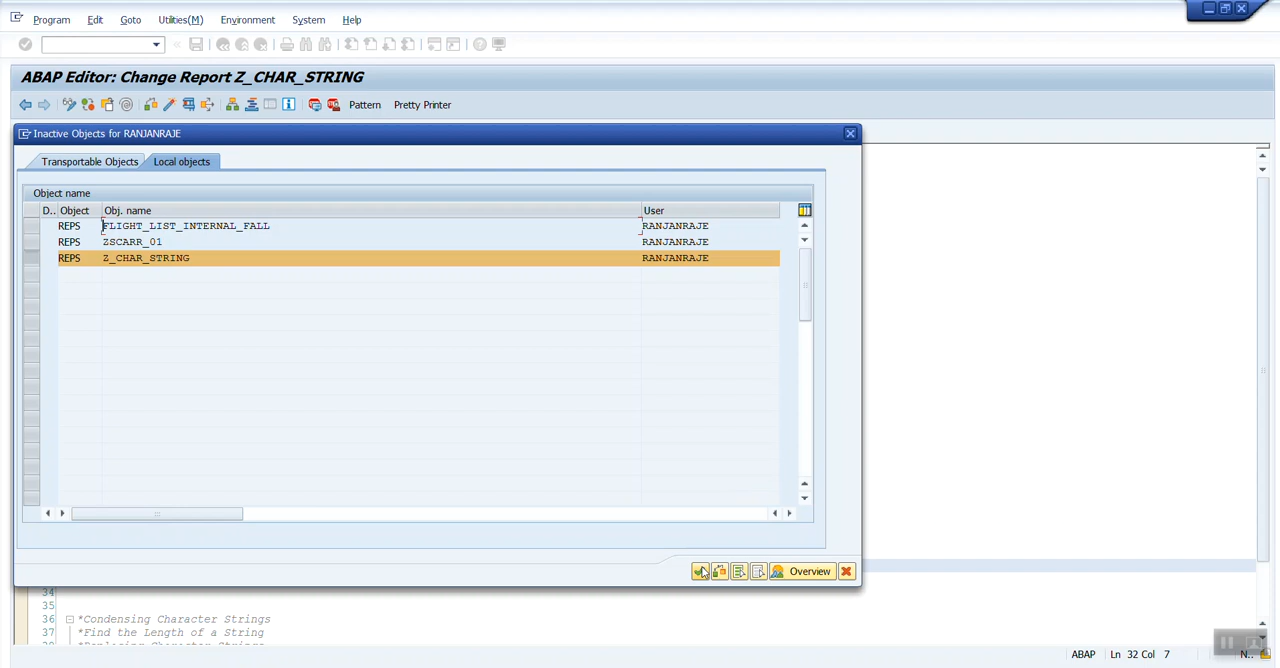 Program Edit Goto Utilities(M) Environment System Help
ABAP Editor: Change Report Z_CHAR_STRING
Pattern Pretty Printer
Inactive Objects for RANJANRAJE
Transportable Objects Local objects
Object name
D.. Object Obj. name User
REPS FLIGHT_LIST_INTERNAL_FALL RANJANRAJE
REPS ZSCARR_01 RANJANRAJE
REPS Z_CHAR_STRING RANJANRAJE
Overview
34
35
36 *Condensing Character Strings
37 *Find the Length of a String
ABAP Ln 32 Col 7 N..